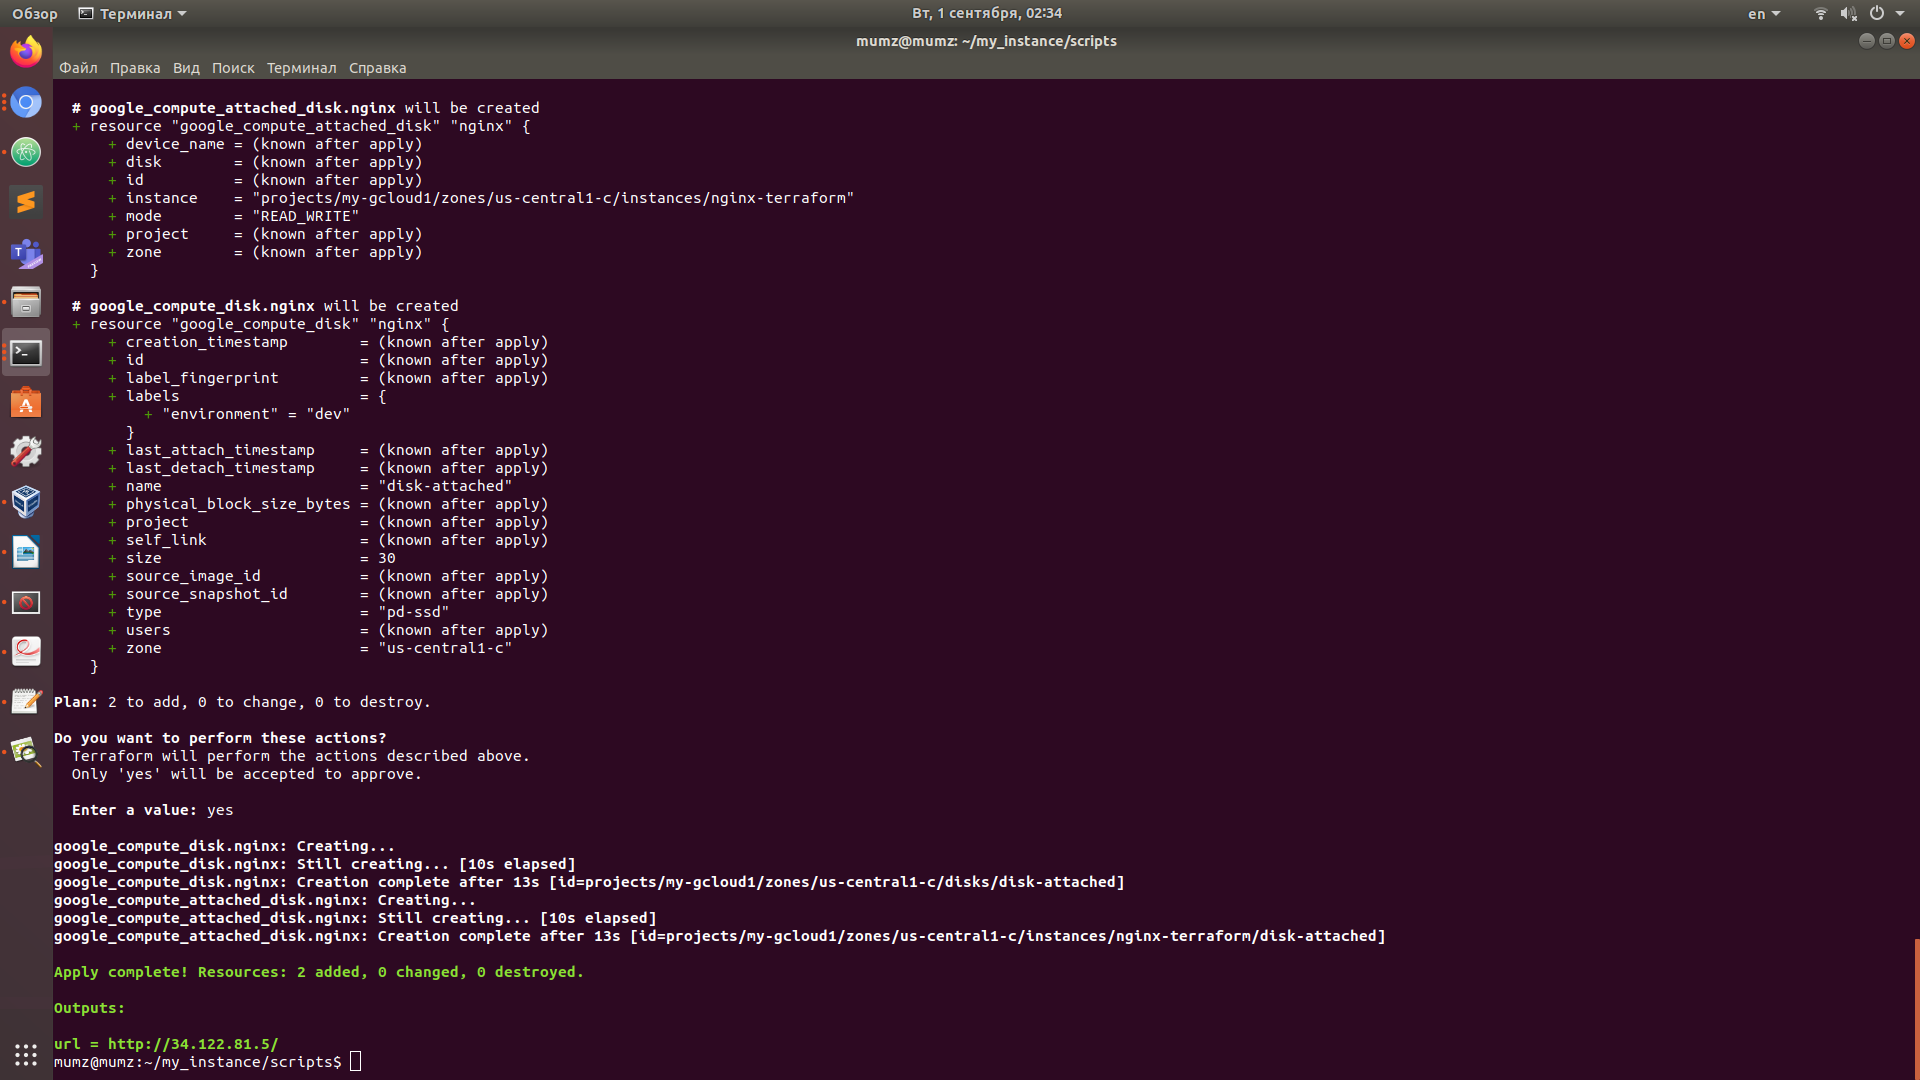 Обзор Терминал Вт, 1 сентября, 02:34 en
mumz@mumz: ~/my_instance/scripts
Файл Правка Вид Поиск Терминал Справка
# google_compute_attached_disk.nginx will be created
+ resource "google_compute_attached_disk" "nginx" {
+ device_name = (known after apply)
+ disk = (known after apply)
+ id = (known after apply)
+ instance = "projects/my-gcloud1/zones/us-central1-c/instances/nginx-terraform"
+ mode = "READ_WRITE"
+ project = (known after apply)
+ zone = (known after apply)
}
# google_compute_disk.nginx will be created
+ resource "google_compute_disk" "nginx" {
+ creation_timestamp = (known after apply)
+ id = (known after apply)
+ label_fingerprint = (known after apply)
+ labels = {
+ "environment" = "dev"
}
+ last_attach_timestamp = (known after apply)
+ last_detach_timestamp = (known after apply)
+ name = "disk-attached"
+ physical_block_size_bytes = (known after apply)
+ project = (known after apply)
+ self_link = (known after apply)
+ size = 30
+ source_image_id = (known after apply)
+ source_snapshot_id = (known after apply)
+ type = "pd-ssd"
+ users = (known after apply)
+ zone = "us-central1-c"
}
Plan: 2 to add, 0 to change, 0 to destroy.
Do you want to perform these actions?
Terraform will perform the actions described above.
Only 'yes' will be accepted to approve.
Enter a value: yes
google_compute_disk.nginx: Creating...
google_compute_disk.nginx: Still creating... [10s elapsed]
google_compute_disk.nginx: Creation complete after 13s [id=projects/my-gcloud1/zones/us-central1-c/disks/disk-attached]
google_compute_attached_disk.nginx: Creating...
google_compute_attached_disk.nginx: Still creating... [10s elapsed]
google_compute_attached_disk.nginx: Creation complete after 13s [id=projects/my-gcloud1/zones/us-central1-c/instances/nginx-terraform/disk-attached]
Apply complete! Resources: 2 added, 0 changed, 0 destroyed.
Outputs:
url = http://34.122.81.5/
mumz@mumz:~/my_instance/scripts$